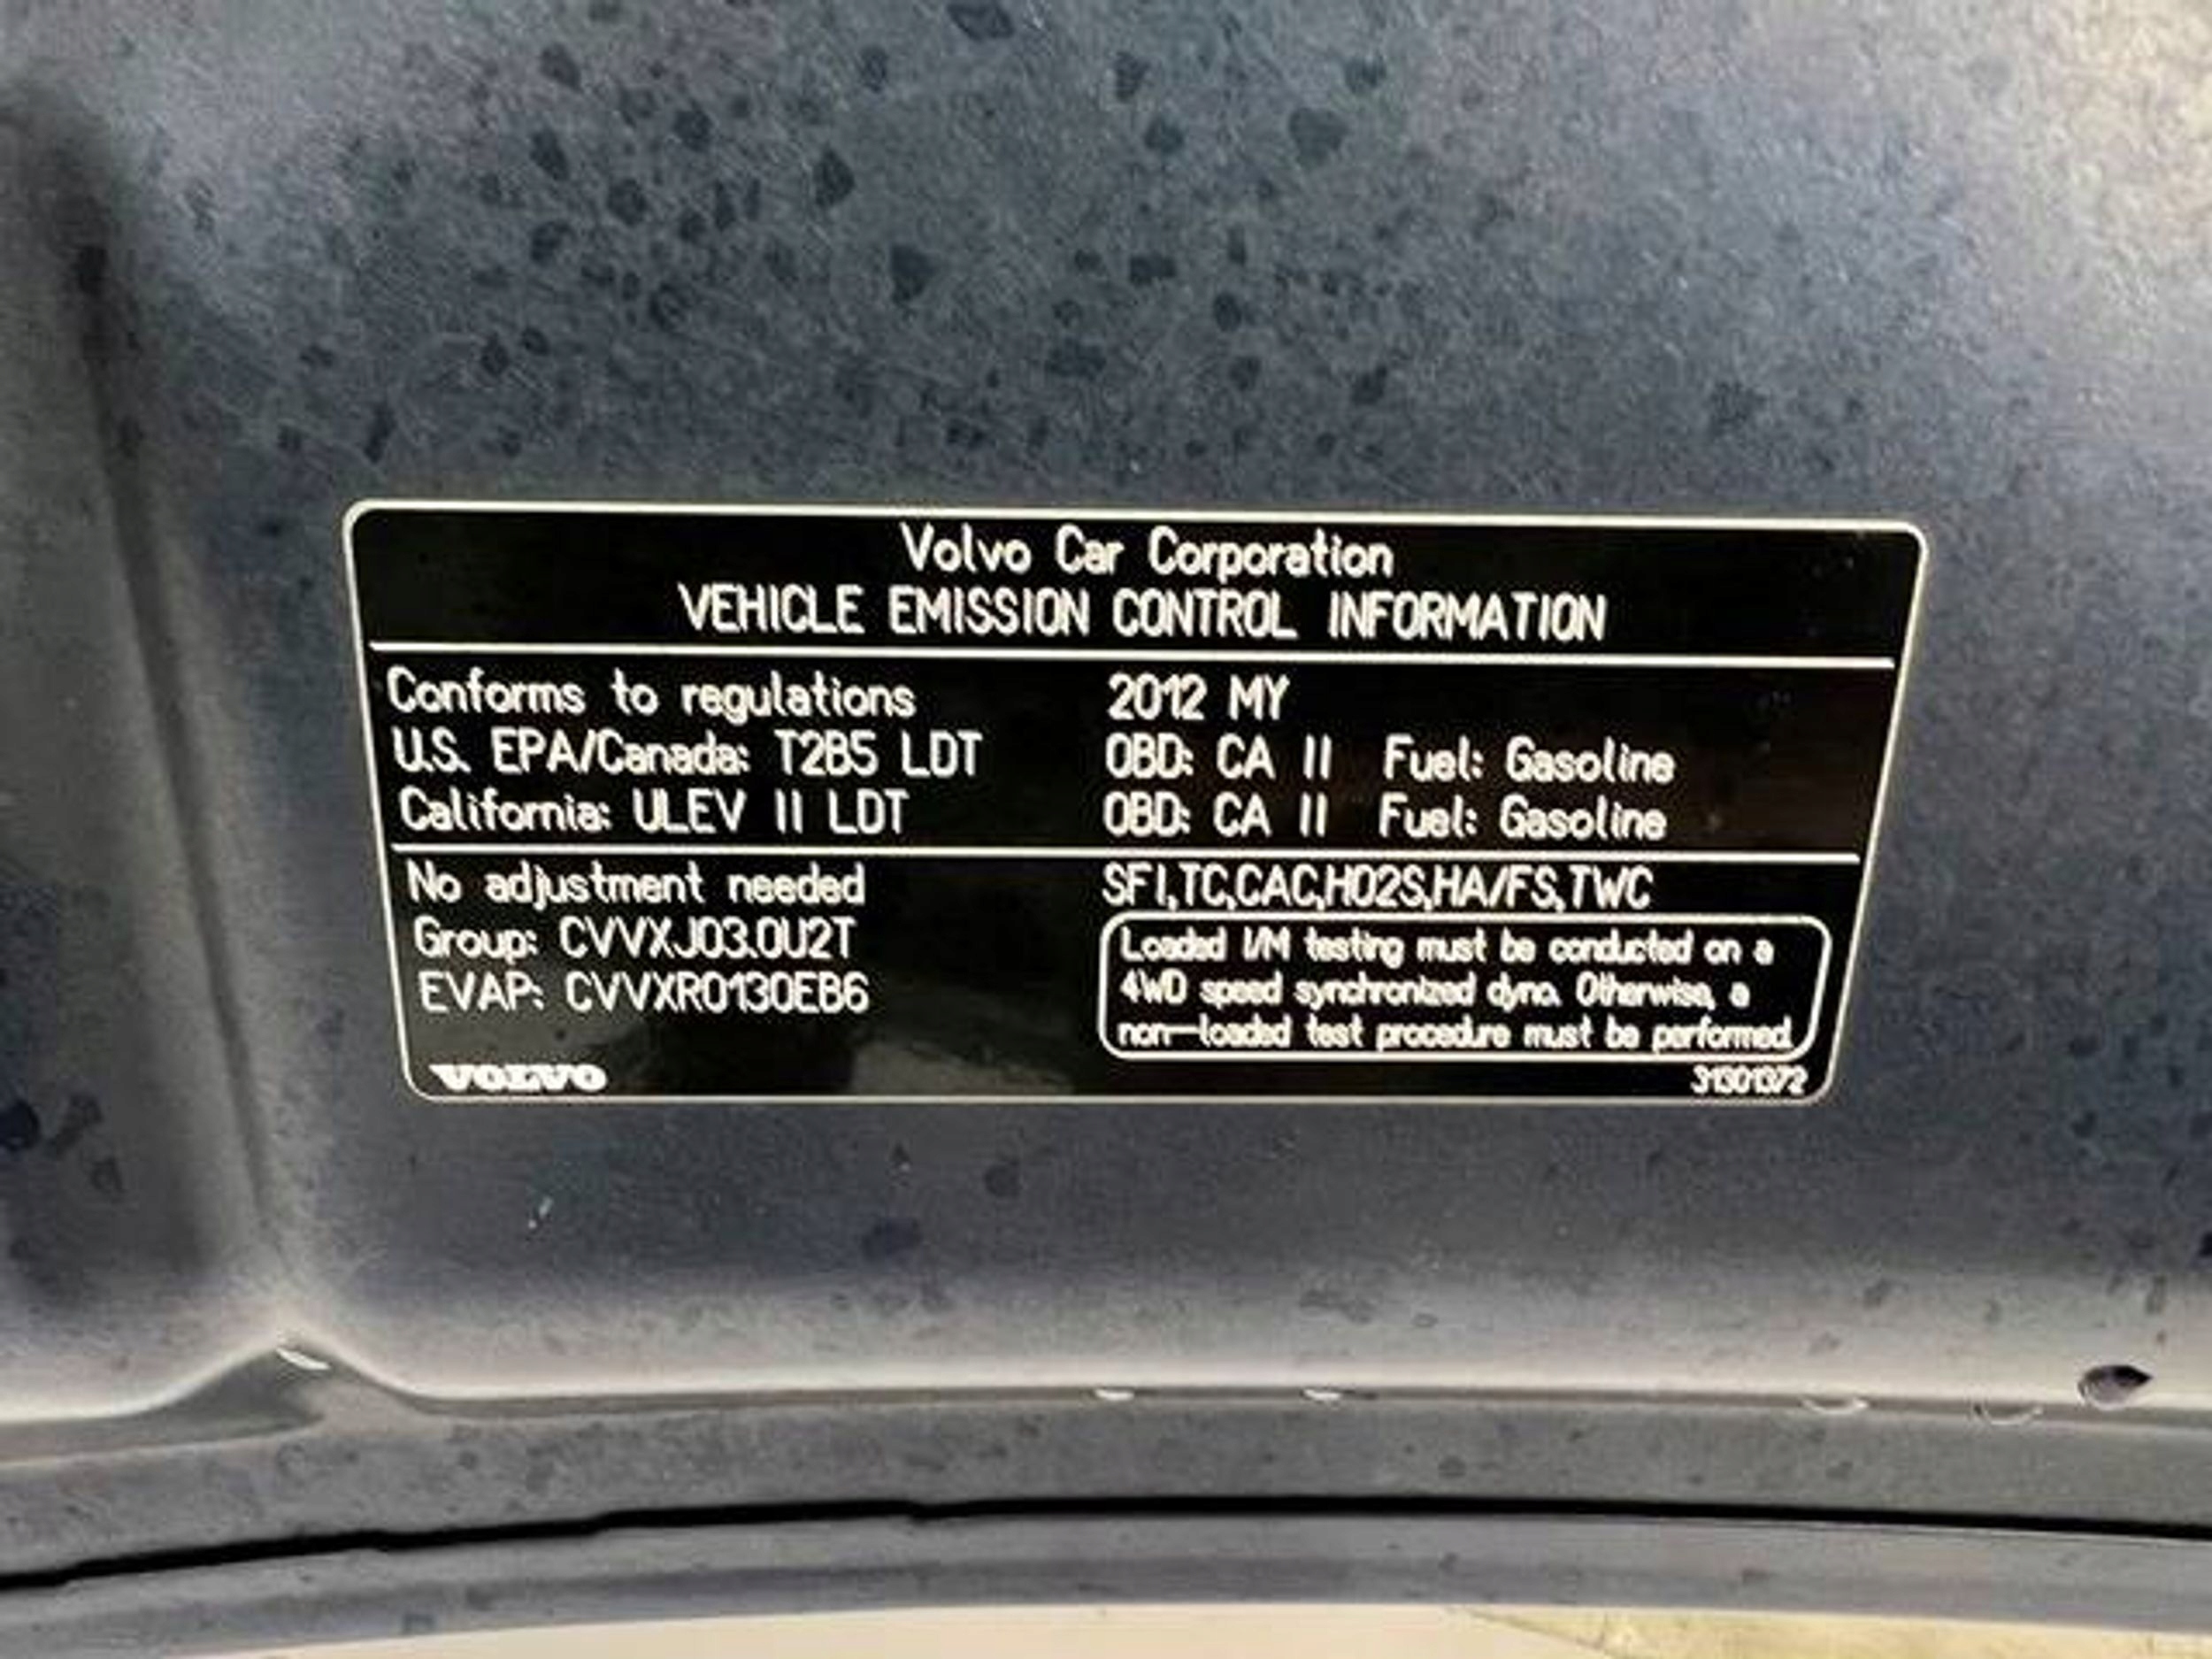 Volvo Car Corporation
VEHICLE EMISSION CONTROL INFORMATION
Conforms to regulations 2012 MY
U.S. EPA/Canada: T2B5 LDT OBD: CA II Fuel: Gasoline
California: ULEV II LDT OBD: CA II Fuel: Gasoline
No adjustment needed SFI,TC,CAC,HO2S,HA/FS,TWC
Group: CVVXJ03.0U2T
EVAP: CVVXR0130EB6
Loaded I/M testing must be conducted on a
4WD speed synchronized dyno. Otherwise, a
non-loaded test procedure must be performed.
VOLVO
31301372